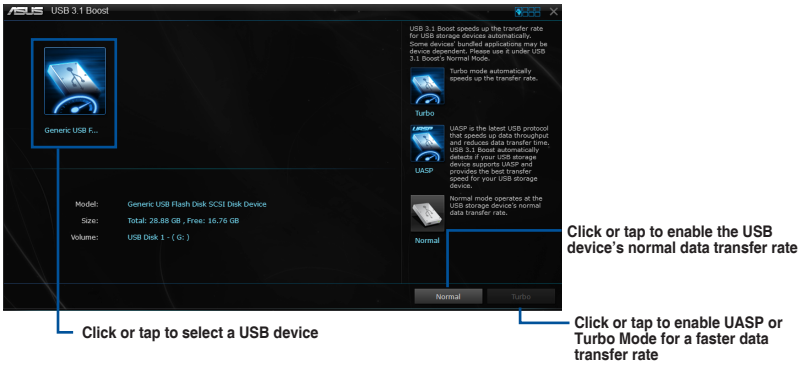 ASUS USB 3.1 Boost
USB 3.1 Boost speeds up the transfer rate
for USB storage devices automatically.
Some devices' bundled applications may be
device dependent. Please use it under USB
3.1 Boost's Normal Mode.
Turbo mode automatically
speeds up the transfer rate.
Turbo
Generic USB F...
UASP
UASP is the latest USB protocol
that speeds up data throughput
and reduces data transfer time.
USB 3.1 Boost automatically
detects if your USB storage
device supports UASP and
provides the best transfer
speed for your USB storage
device.
UASP
Model: Generic USB Flash Disk SCSI Disk Device
Size: Total: 28.88 GB , Free: 16.76 GB
Volume: USB Disk 1 - ( G: )
Normal mode operates at the
USB storage device's normal
data transfer rate.
Normal
Click or tap to enable the USB
device's normal data transfer rate
Normal
Turbo
Click or tap to select a USB device
Click or tap to enable UASP or
Turbo Mode for a faster data
transfer rate